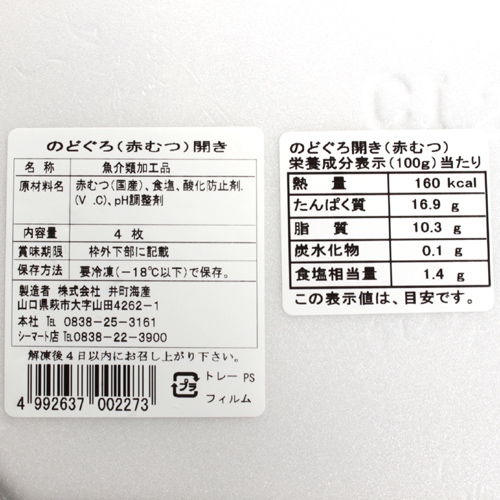 のどぐろ(赤むつ)開き
名 称 魚介類加工品
原材料名 赤むつ(国産)、食塩、酸化防止剤.
(V .C)、pH調整剤
内容量 4 枚
賞味期限 枠外下部に記載
保存方法 要冷凍(-18℃以下)で保存。
製造者 株式会社 井町海産
山口県萩市大字山田4262-1
本社 TEL 0838-25-3161
シーマート店 TEL 0838-22-3900
解凍後4日以内にお召し上がり下さい。
4 992637 002273
プラ
トレー PS
フィルム
のどぐろ開き(赤むつ)
栄養成分表示(100g)当たり
熱 量 160 kcal
たんぱく質 16.9 g
脂 質 10.3 g
炭水化物 0.1 g
食塩相当量 1.4 g
この表示値は、目安です。